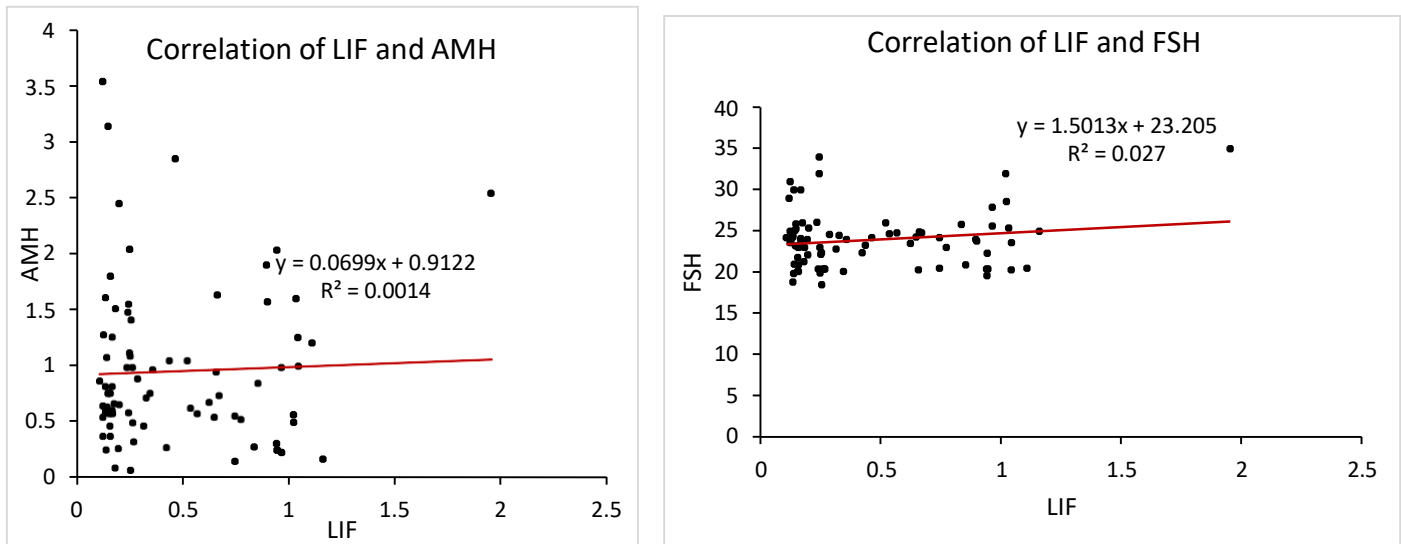 Correlation of LIF and AMH
4
3.5
3
2.5
2
1.5
1
0.5
0
AMH
y = 0.0699x + 0.9122
R² = 0.0014
0 0.5 1 1.5 2 2.5
LIF
Correlation of LIF and FSH
40
35
30
25
20
15
10
5
0
FSH
y = 1.5013x + 23.205
R² = 0.027
0 0.5 1 1.5 2 2.5
LIF